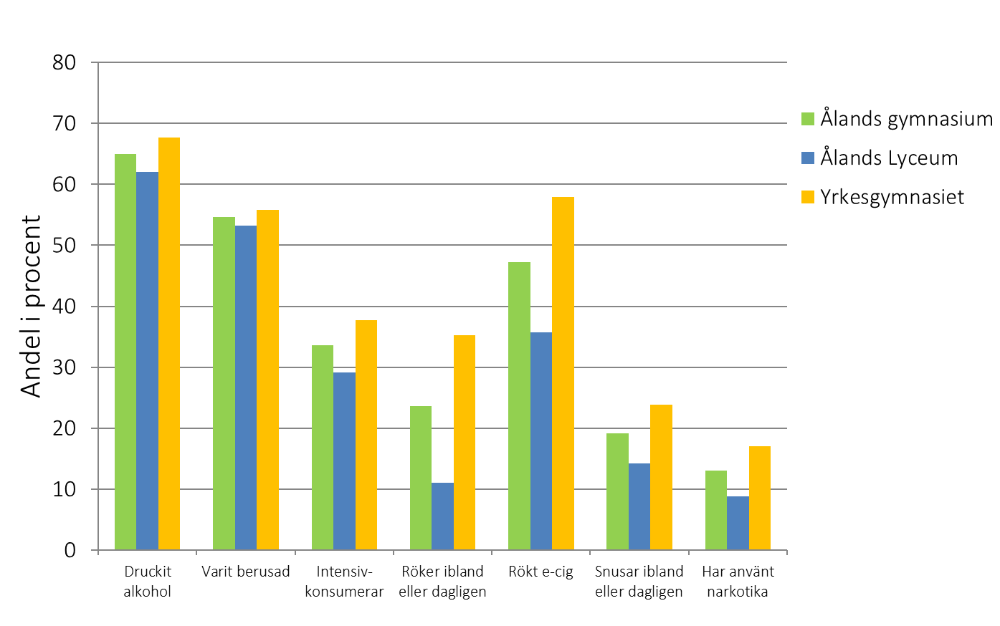 80
70
60
50
40
30
20
10
0
Andel i procent
Druckit
alkohol
Varit berusad
Intensiv-
konsumerar
Röker ibland
eller dagligen
Rökt e-cig
Snusar ibland
eller dagligen
Har använt
narkotika
Ålands gymnasium
Ålands Lyceum
Yrkesgymnasiet